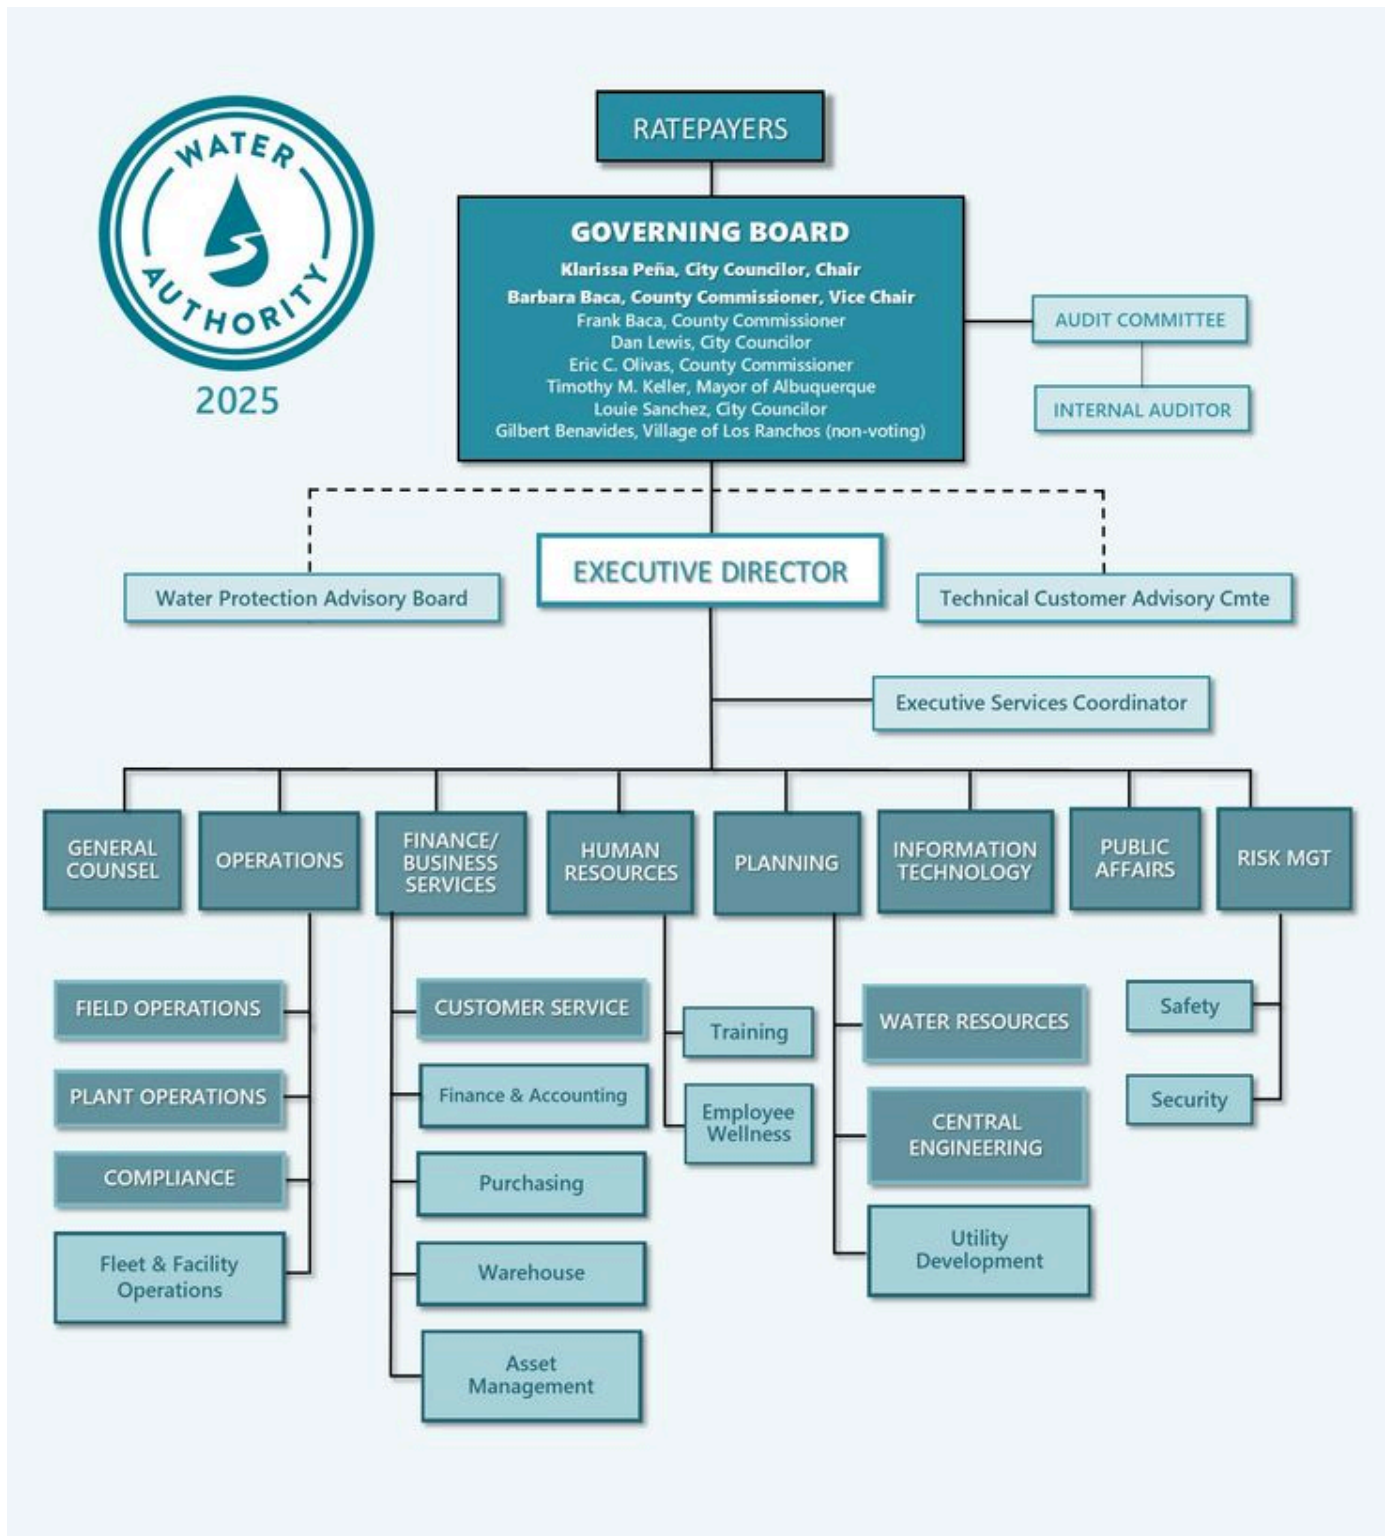 WATER
AUTHORITY
2025
RATEPAYERS
GOVERNING BOARD
Klarissa Peña, City Councilor, Chair
Barbara Baca, County Commissioner, Vice Chair
Frank Baca, County Commissioner
Dan Lewis, City Councilor
Eric C. Olivas, County Commissioner
Timothy M. Keller, Mayor of Albuquerque
Louie Sanchez, City Councilor
Gilbert Benavides, Village of Los Ranchos (non-voting)
AUDIT COMMITTEE
INTERNAL AUDITOR
EXECUTIVE DIRECTOR
Water Protection Advisory Board
Technical Customer Advisory Cmte
Executive Services Coordinator
GENERAL
COUNSEL
OPERATIONS
FINANCE/
BUSINESS
SERVICES
HUMAN
RESOURCES
PLANNING
INFORMATION
TECHNOLOGY
PUBLIC
AFFAIRS
RISK MGT
FIELD OPERATIONS
PLANT OPERATIONS
COMPLIANCE
Fleet & Facility
Operations
CUSTOMER SERVICE
Finance & Accounting
Purchasing
Warehouse
Asset
Management
Training
Employee
Wellness
WATER RESOURCES
CENTRAL
ENGINEERING
Utility
Development
Safety
Security